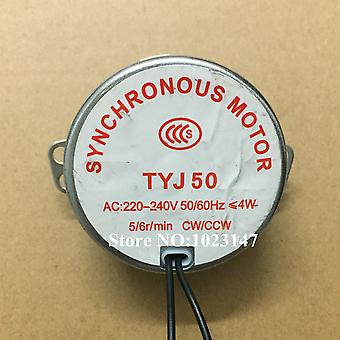 SYNCHRONOUS MOTOR
S
TYJ 50
AC:220-240V 50/60Hz ≤4W
5/6r/min CW/CCW
Store NO:1023147